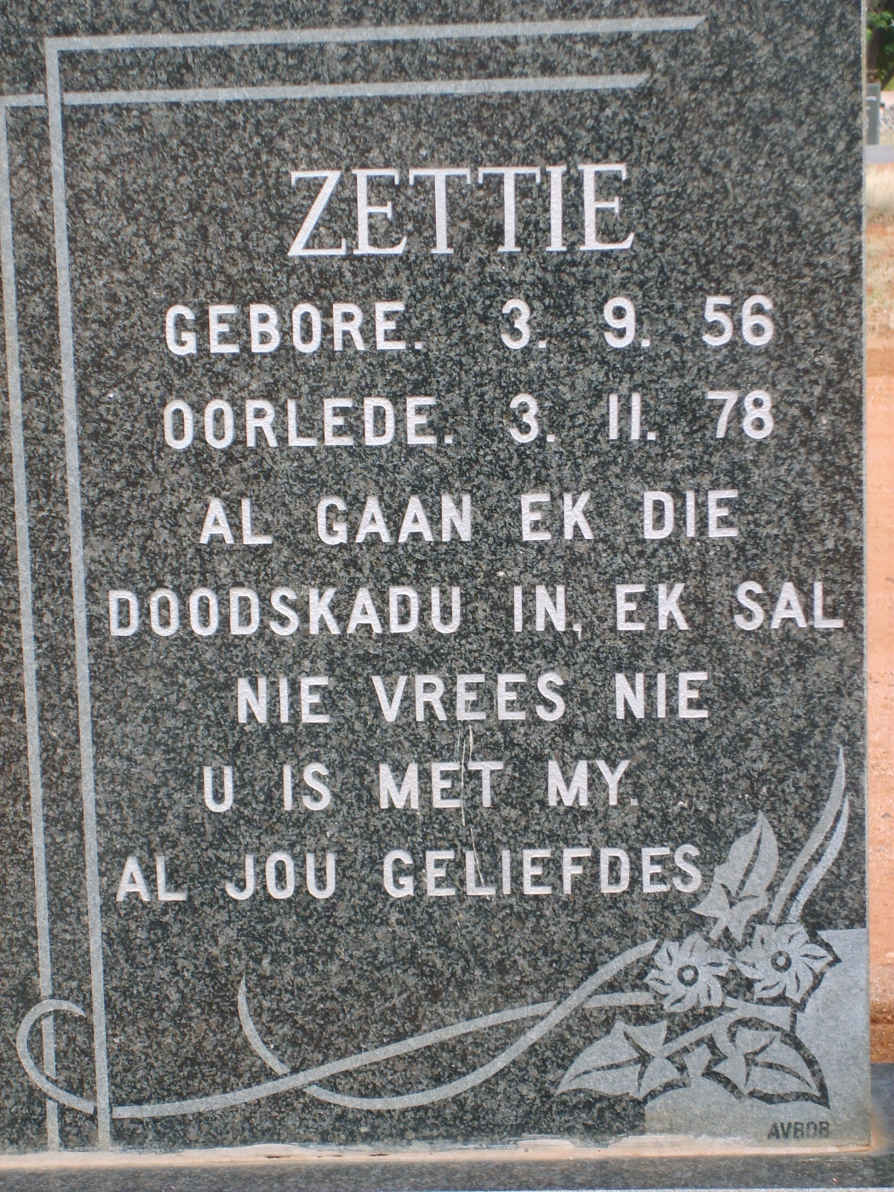 ZETTIE
GEBORE. 3. 9. 56
OORLEDE. 3. 11. 78
AL GAAN EK DIE
DOODSKADU IN, EK SAL
NIE VREES NIE
U IS MET MY.
AL JOU GELIEFDES
AVBOB